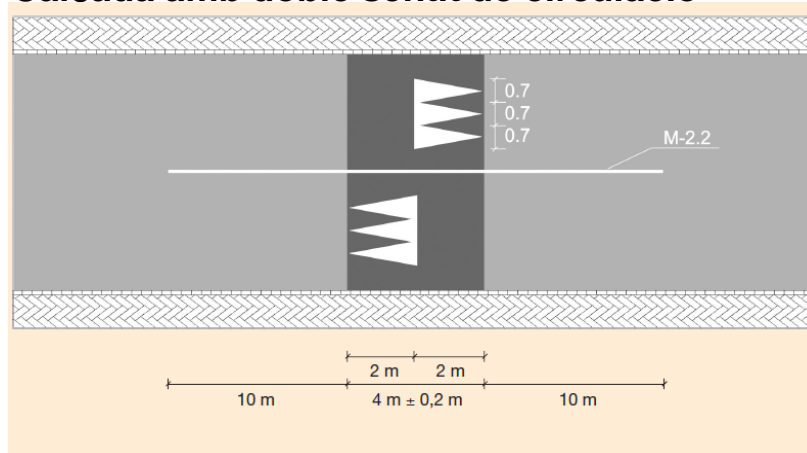 Calçada amb doble sentit de circulació
0.7
0.7
0.7
M-2.2
2 m 2 m
10 m 4 m ± 0,2 m 10 m